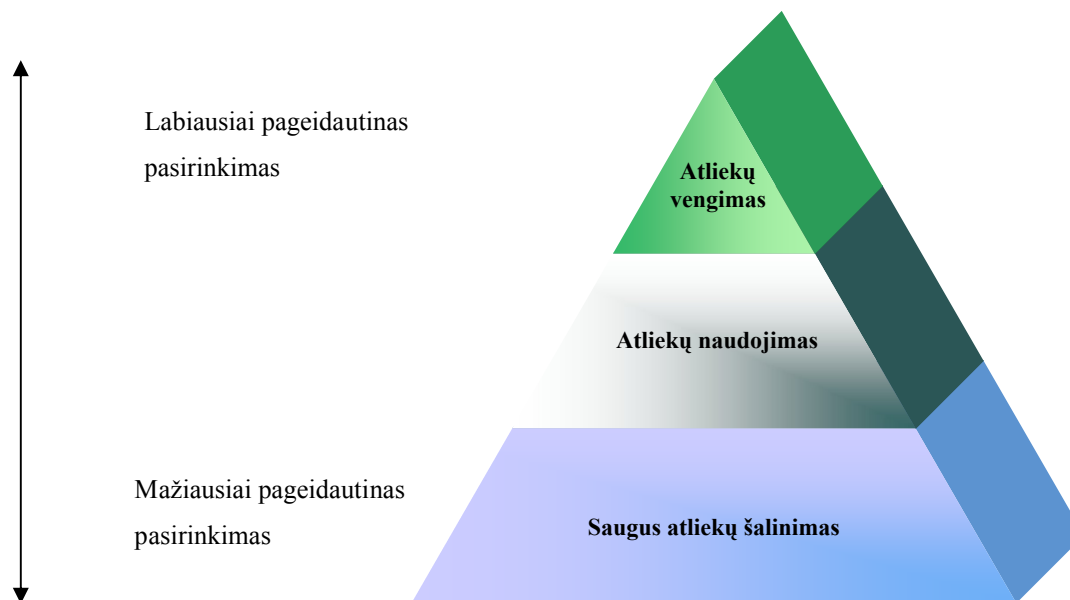 Labiausiai pageidautinas
pasirinkimas
Atliekų
vengimas
Atliekų naudojimas
Mažiausiai pageidautinas
pasirinkimas
Saugus atliekų šalinimas